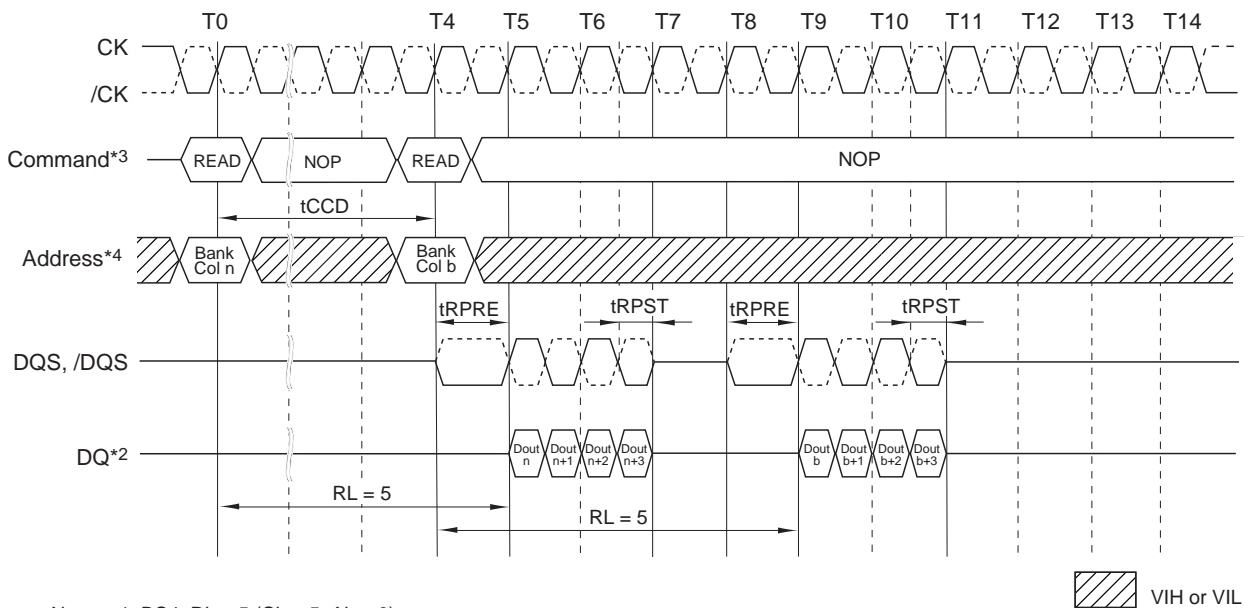 T0 T4 T5 T6 T7 T8 T9 T10 T11 T12 T13 T14
CK
/CK
Command*3
READ
NOP
READ
NOP
tCCD
Address*4
Bank
Col n
Bank
Col b
tRPRE
tRPST
tRPRE
tRPST
DQS, /DQS
DQ*2
Dout
n
Dout
n+1
Dout
n+2
Dout
n+3
Dout
b
Dout
b+1
Dout
b+2
Dout
b+3
RL = 5
RL = 5
VIH or VIL